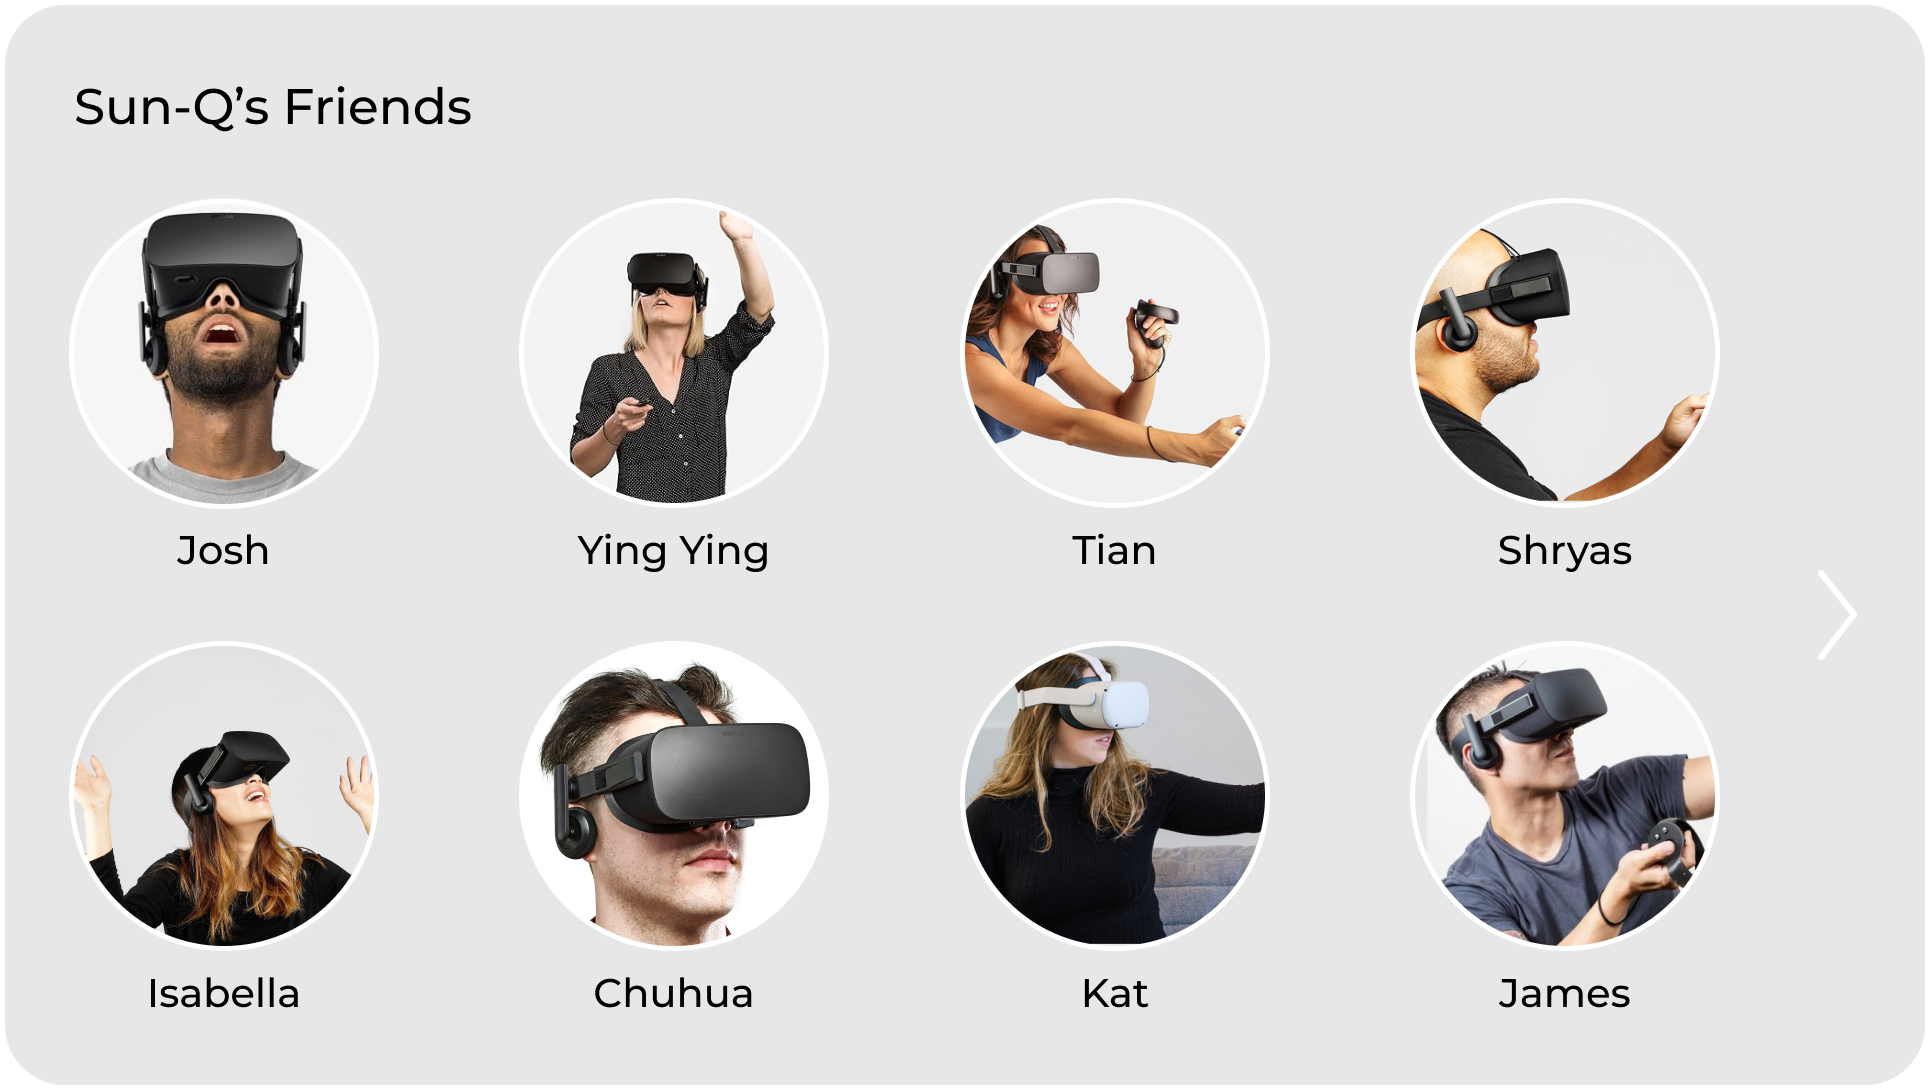 Sun-Q’s Friends
Josh
Ying Ying
Tian
Shryas
Isabella
Chuhua
Kat
James